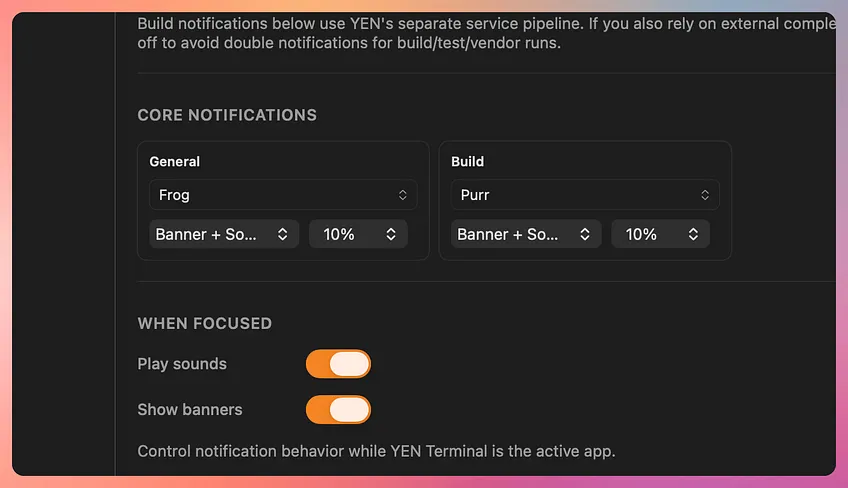 Build notifications below use YEN's separate service pipeline. If you also rely on external comple
off to avoid double notifications for build/test/vendor runs.
CORE NOTIFICATIONS
General
Build
Frog
Purr
Banner + So...
10%
Banner + So...
10%
WHEN FOCUSED
Play sounds
Show banners
Control notification behavior while YEN Terminal is the active app.